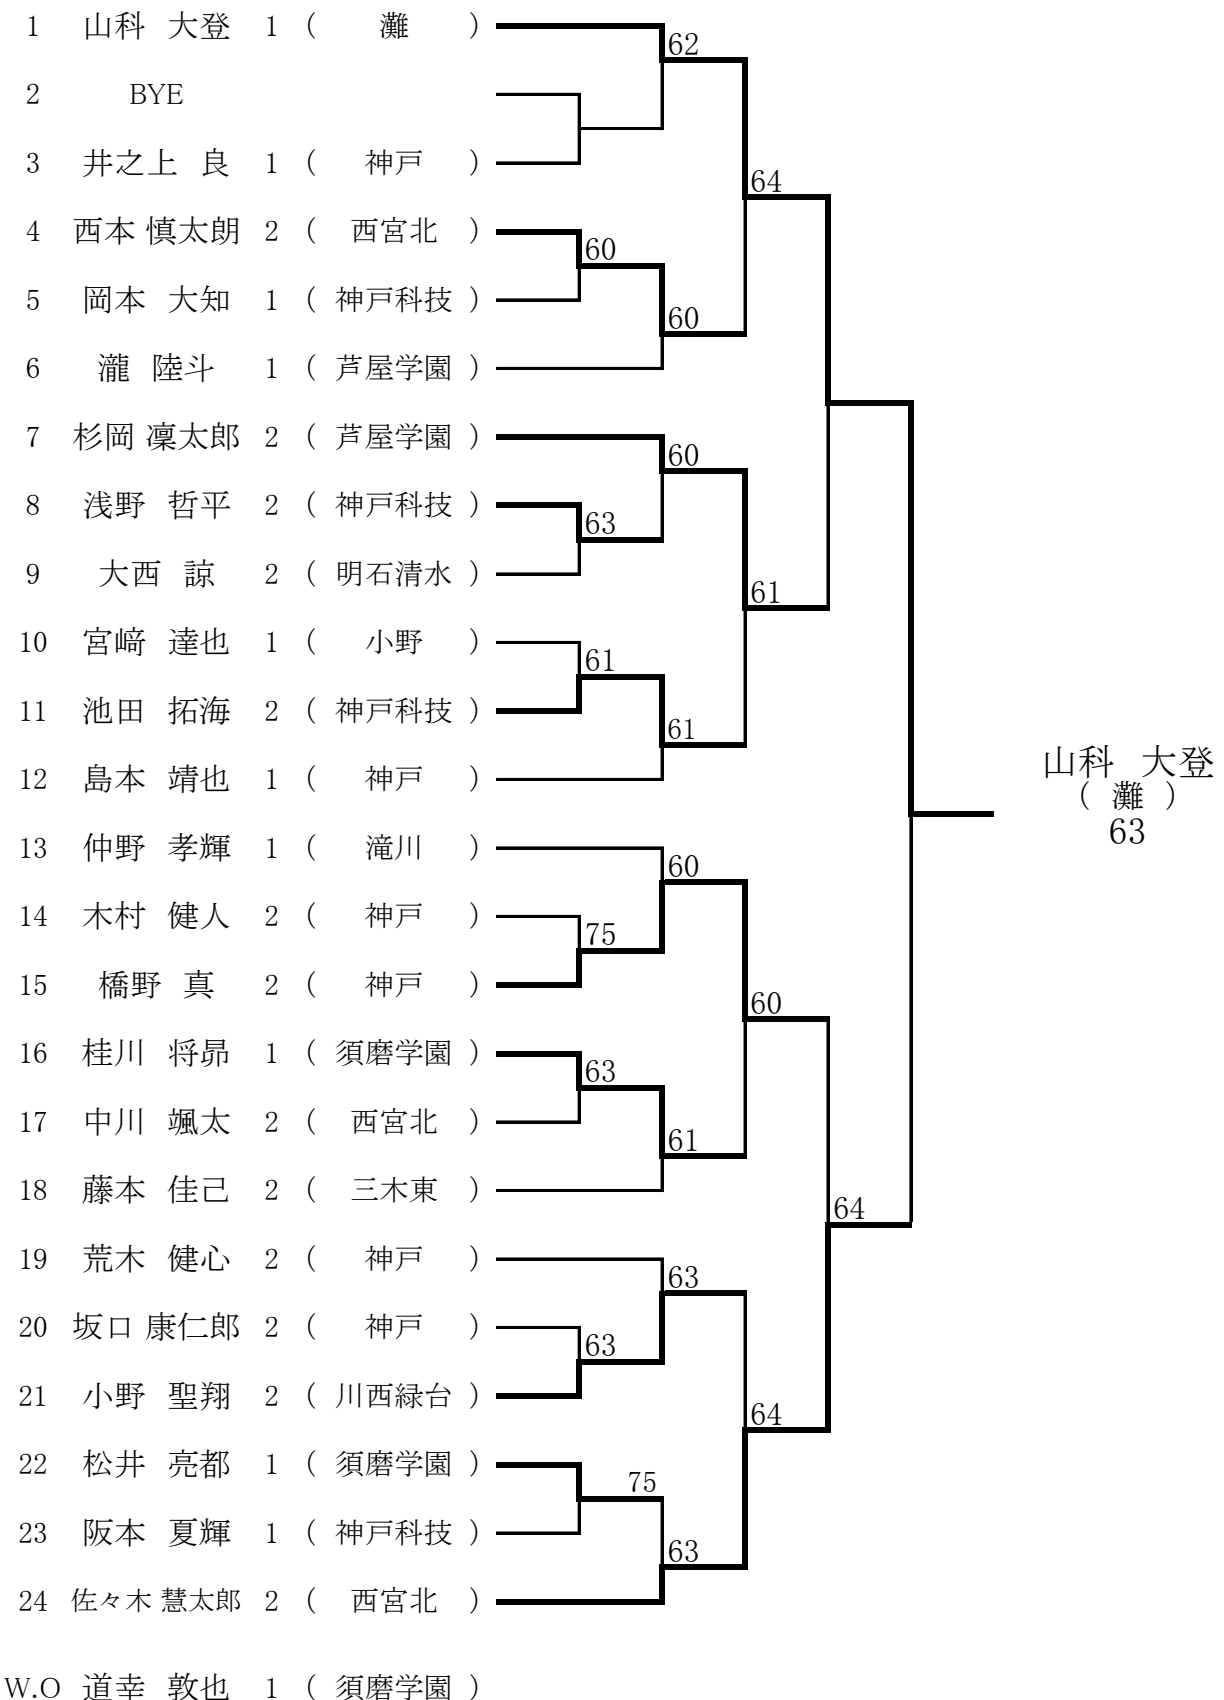 1 山科 大登 1 ( 灘 )
62
2 BYE
3 井之上 良 1 ( 神戸 )
64
4 西本 慎太朗 2 ( 西宮北 )
60
5 岡本 大知 1 ( 神戸科技 )
60
6 瀧 陸斗 1 ( 芦屋学園 )
7 杉岡 凜太郎 2 ( 芦屋学園 )
60
8 浅野 哲平 2 ( 神戸科技 )
63
9 大西 諒 2 ( 明石清水 )
61
10 宮﨑 達也 1 ( 小野 )
61
11 池田 拓海 2 ( 神戸科技 )
61
12 島本 靖也 1 ( 神戸 )
山科 大登
( 灘 )
63
13 仲野 孝輝 1 ( 滝川 )
60
14 木村 健人 2 ( 神戸 )
75
15 橋野 真 2 ( 神戸 )
60
16 桂川 将昴 1 ( 須磨学園 )
63
17 中川 颯太 2 ( 西宮北 )
61
18 藤本 佳己 2 ( 三木東 )
64
19 荒木 健心 2 ( 神戸 )
63
20 坂口 康仁郎 2 ( 神戸 )
63
21 小野 聖翔 2 ( 川西緑台 )
64
22 松井 亮都 1 ( 須磨学園 )
75
23 阪本 夏輝 1 ( 神戸科技 )
63
24 佐々木 慧太郎 2 ( 西宮北 )
W.O 道幸 敦也 1 ( 須磨学園 )